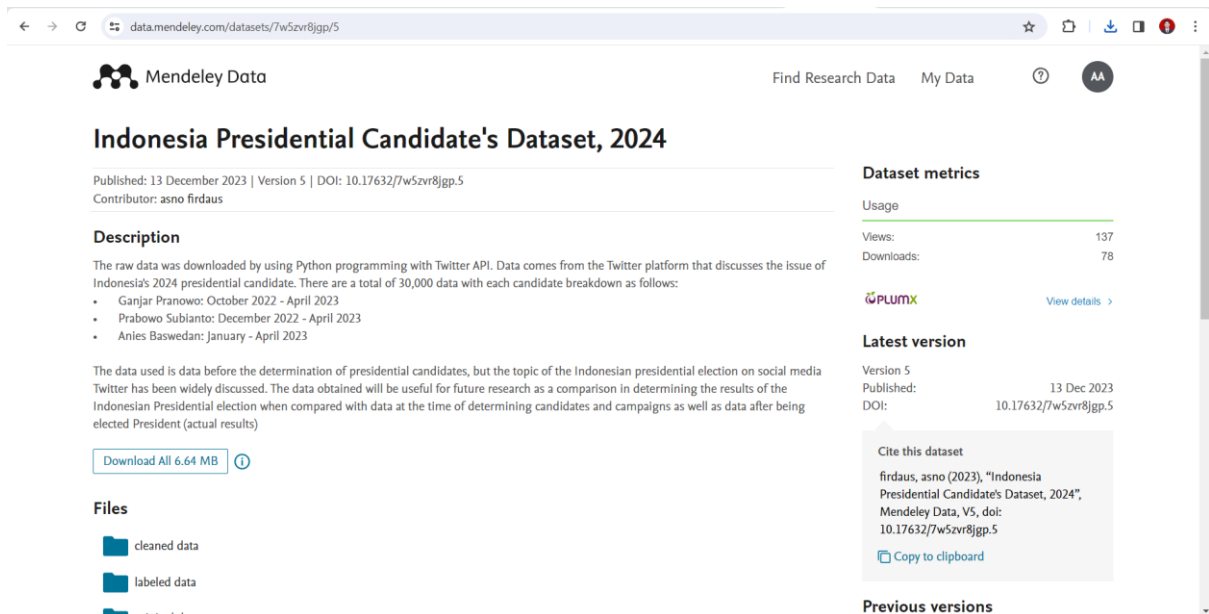 data.mendeley.com/datasets/7w5zvr8jgp/5
Mendeley Data
Find Research Data
My Data
?
AA
Indonesia Presidential Candidate's Dataset, 2024
Published: 13 December 2023 | Version 5 | DOI: 10.17632/7w5zvr8jgp.5
Contributor: asno firdaus
Description
The raw data was downloaded by using Python programming with Twitter API. Data comes from the Twitter platform that discusses the issue of
Indonesia's 2024 presidential candidate. There are a total of 30,000 data with each candidate breakdown as follows:
• Ganjar Pranowo: October 2022 - April 2023
• Prabowo Subianto: December 2022 - April 2023
• Anies Baswedan: January - April 2023
The data used is data before the determination of presidential candidates, but the topic of the Indonesian presidential election on social media
Twitter has been widely discussed. The data obtained will be useful for future research as a comparison in determining the results of the
Indonesian Presidential election when compared with data at the time of determining candidates and campaigns as well as data after being
elected President (actual results)
Download All 6.64 MB
i
Files
cleaned data
labeled data
Dataset metrics
Usage
Views: 137
Downloads: 78
PLUMX
View details >
Latest version
Version 5
Published: 13 Dec 2023
DOI: 10.17632/7w5zvr8jgp.5
Cite this dataset
firdaus, asno (2023), “Indonesia
Presidential Candidate's Dataset, 2024”,
Mendeley Data, V5, doi:
10.17632/7w5zvr8jgp.5
Copy to clipboard
Previous versions